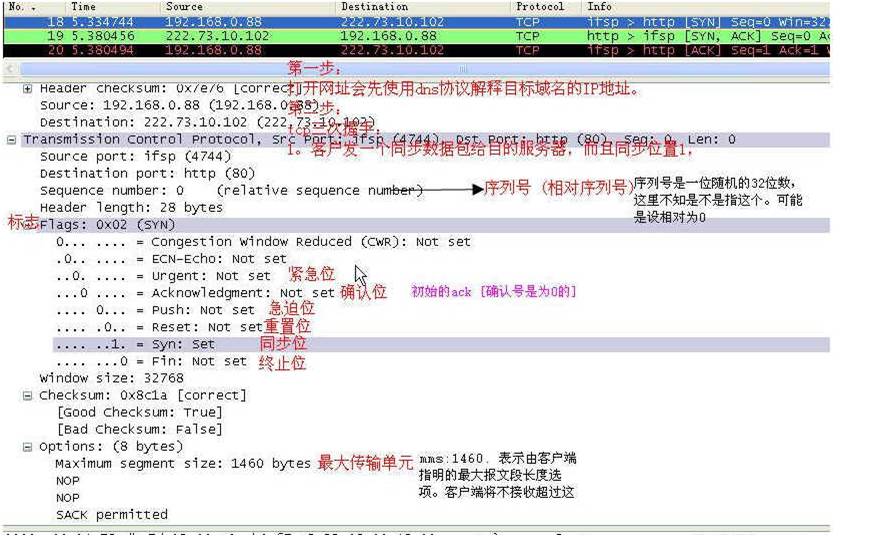 No. . Time Source Destination Protocol Info
18 5.334744 192.168.0.88 222.73.10.102 TCP ifsp > http [SYN] Seq=0 Win=32
19 5.380456 222.73.10.102 192.168.0.88 TCP http > ifsp [SYN, ACK] Seq=0 A
20 5.380494 192.168.0.88 222.73.10.102 TCP ifsp > http [ACK] Seq=1 Ack=1 W
第一步：
Header checksum: 0x7e76 [correct]
打开网址会先使用dns协议解释目标域名的IP地址。
Source: 192.168.0.88 (192.168.0.88)
第二步：
Destination: 222.73.10.102 (222.73.10.102)
tcp三次握手：
Transmission Control Protocol, Src Port: ifsp (4744), Dst Port: http (80), Seq: 0, Len: 0
1。客户发一个同步数据包给目的服务器，而且同步位置1，
Source port: ifsp (4744)
Destination port: http (80)
Sequence number: 0 (relative sequence number) 序列号（相对序列号）
序列号是一位随机的32位数，
这里不知是不是指这个。可能
是设相对为0
Header length: 28 bytes
标志 Flags: 0x02 (SYN)
0... .... = Congestion Window Reduced (CWR): Not set
.0.. .... = ECN-Echo: Not set
..0. .... = Urgent: Not set 紧急位
...0 .... = Acknowledgment: Not set 确认位 初始的ack [确认号是为0的]
.... 0... = Push: Not set 急迫位
.... .0.. = Reset: Not set 重置位
.... ..1. = Syn: Set 同步位
.... ...0 = Fin: Not set 终止位
Window size: 32768
Checksum: 0x8c1a [correct]
[Good Checksum: True]
[Bad Checksum: False]
Options: (8 bytes)
Maximum segment size: 1460 bytes 最大传输单元
mms:1460. 表示由客户端
指明的最大报文段长度选
项。客户端将不接收超过这
NOP
NOP
SACK permitted